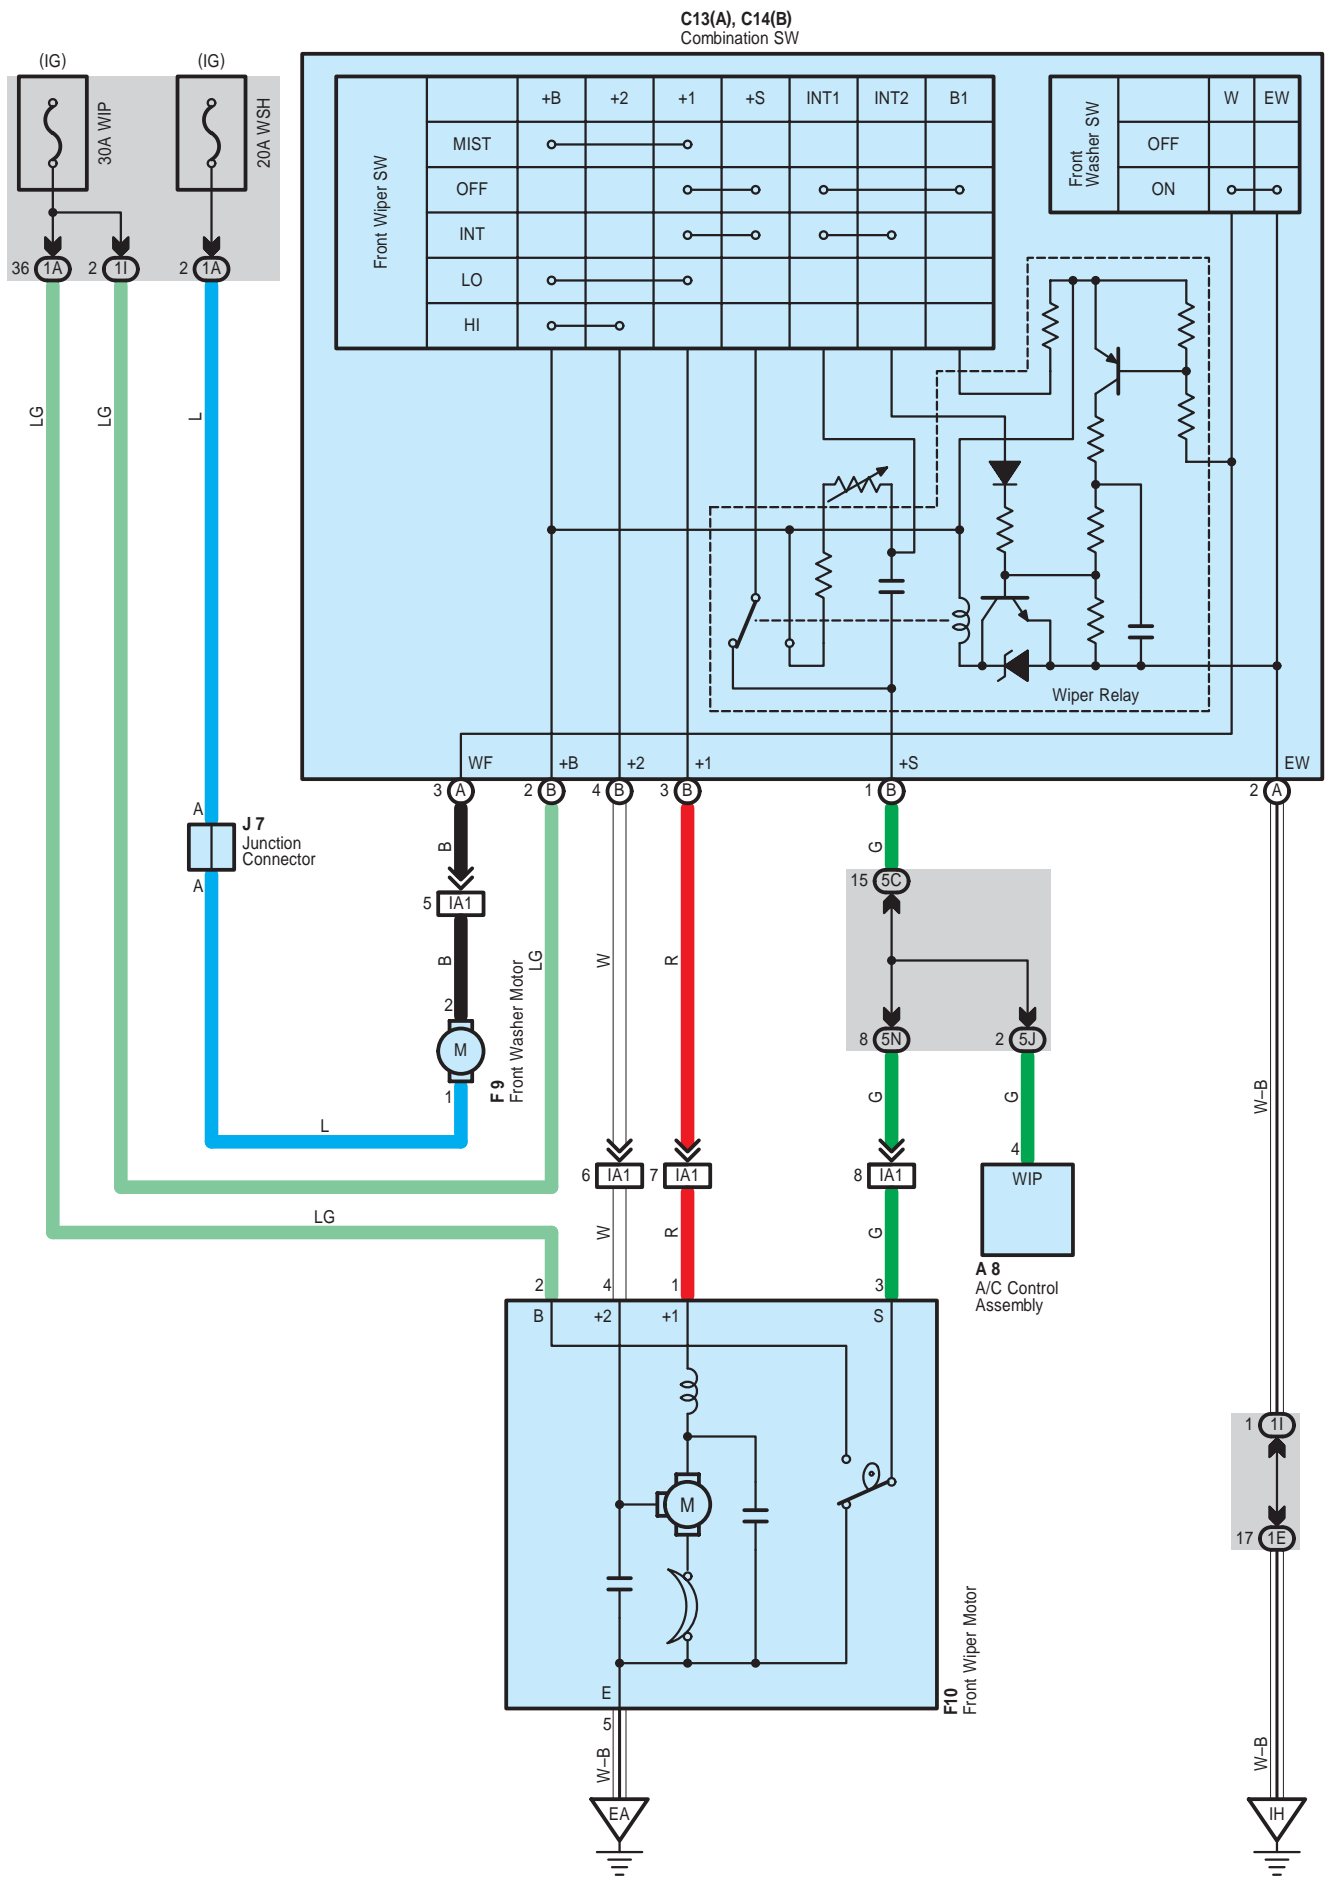 C13(A), C14(B)
Combination SW
(IG)
(IG)
30A WIP
20A WSH
36 1A
2 1I
2 1A
Front Wiper SW
+B +2 +1 +S INT1 INT2 B1
MIST
OFF
INT
LO
HI
Front
Washer SW
W EW
OFF
ON
LG
LG
L
Wiper Relay
WF
+B
+2
+1
+S
EW
3 A
2 B
4 B
3 B
1 B
2 A
A
J 7
Junction
Connector
A
B
5 IA1
B
2
M
1
F 9
Front Washer Motor
LG
W
R
G
15 5C
8 5N
2 5J
G
G
W–B
L
6 IA1
7 IA1
8 IA1
4
WIP
A 8
A/C Control
Assembly
LG
W
R
G
2
4
1
3
B
+2
+1
S
M
E
F10
Front Wiper Motor
5
W–B
EA
1 1I
17 1E
W–B
IH